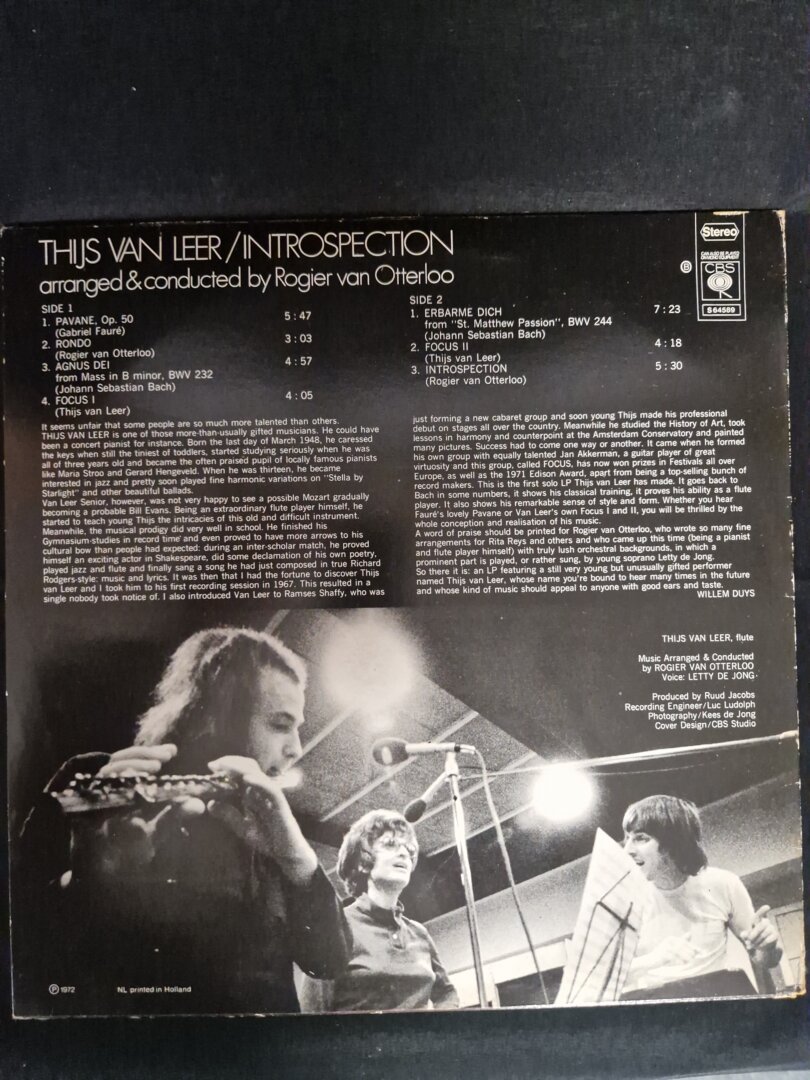 THIJS VAN LEER/INTROSPECTION
arranged & conducted by Rogier van Otterloo
Stereo
CAN ALSO BE PLAYED
ON MONO EQUIPMENT
B
CBS
S 64589
SIDE 1
1. PAVANE, Op. 50 5:47
(Gabriel Fauré)
2. RONDO 3:03
(Rogier van Otterloo)
3. AGNUS DEI 4:57
from Mass in B minor, BWV 232
(Johann Sebastian Bach)
4. FOCUS I 4:05
(Thijs van Leer)
SIDE 2
1. ERBARME DICH 7:23
from "St. Matthew Passion", BWV 244
(Johann Sebastian Bach)
2. FOCUS II 4:18
(Thijs van Leer)
3. INTROSPECTION 5:30
(Rogier van Otterloo)
It seems unfair that some people are so much more talented than others.
THIJS VAN LEER is one of those more-than-usually gifted musicians. He could have
been a concert pianist for instance. Born the last day of March 1948, he caressed
the keys when still the tiniest of toddlers, started studying seriously when he was
all of three years old and became the often praised pupil of locally famous pianists
like Maria Stroo and Gerard Hengeveld. When he was thirteen, he became
interested in jazz and pretty soon played fine harmonic variations on "Stella by
Starlight" and other beautiful ballads.
Van Leer Senior, however, was not very happy to see a possible Mozart gradually
becoming a probable Bill Evans. Being an extraordinary flute player himself, he
started to teach young Thijs the intricacies of this old and difficult instrument.
Meanwhile, the musical prodigy did very well in school. He finished his
Gymnasium-studies in record time and even proved to have more arrows to his
cultural bow than people had expected: during an inter-scholar match, he proved
himself an exciting actor in Shakespeare, did some declamation of his own poetry,
played jazz and flute and finally sang a song he had just composed in true Richard
Rodgers-style: music and lyrics. It was then that I had the fortune to discover Thijs
van Leer and I took him to his first recording session in 1967. This resulted in a
single nobody took notice of. I also introduced Van Leer to Ramses Shaffy, who was
just forming a new cabaret group and soon young Thijs made his professional
debut on stages all over the country. Meanwhile he studied the History of Art, took
lessons in harmony and counterpoint at the Amsterdam Conservatory and painted
many pictures. Success had to come one way or another. It came when he formed
his own group with equally talented Jan Akkerman, a guitar player of great
virtuosity and this group, called FOCUS, has now won prizes in Festivals all over
Europe, as well as the 1971 Edison Award, apart from being a top-selling bunch of
record makers. This is the first solo LP Thijs van Leer has made. It goes back to
Bach in some numbers, it shows his classical training, it proves his ability as a flute
player. It also shows his remarkable sense of style and form. Whether you hear
Fauré's lovely Pavane or Van Leer's own Focus I and II, you will be thrilled by the
whole conception and realisation of his music.
A word of praise should be printed for Rogier van Otterloo, who wrote so many fine
arrangements for Rita Reys and others and who came up this time (being a pianist
and flute player himself) with truly lush orchestral backgrounds, in which a
prominent part is played, or rather sung, by young soprano Letty de Jong.
So there it is: an LP featuring a still very young but unusually gifted performer
named Thijs van Leer, whose name you're bound to hear many times in the future
and whose kind of music should appeal to anyone with good ears and taste.
WILLEM DUYS
THIJS VAN LEER, flute
Music Arranged & Conducted
by ROGIER VAN OTTERLOO
Voice: LETTY DE JONG
Produced by Ruud Jacobs
Recording Engineer/Luc Ludolph
Photography/Kees de Jong
Cover Design/CBS Studio
Ⓟ 1972 NL printed in Holland